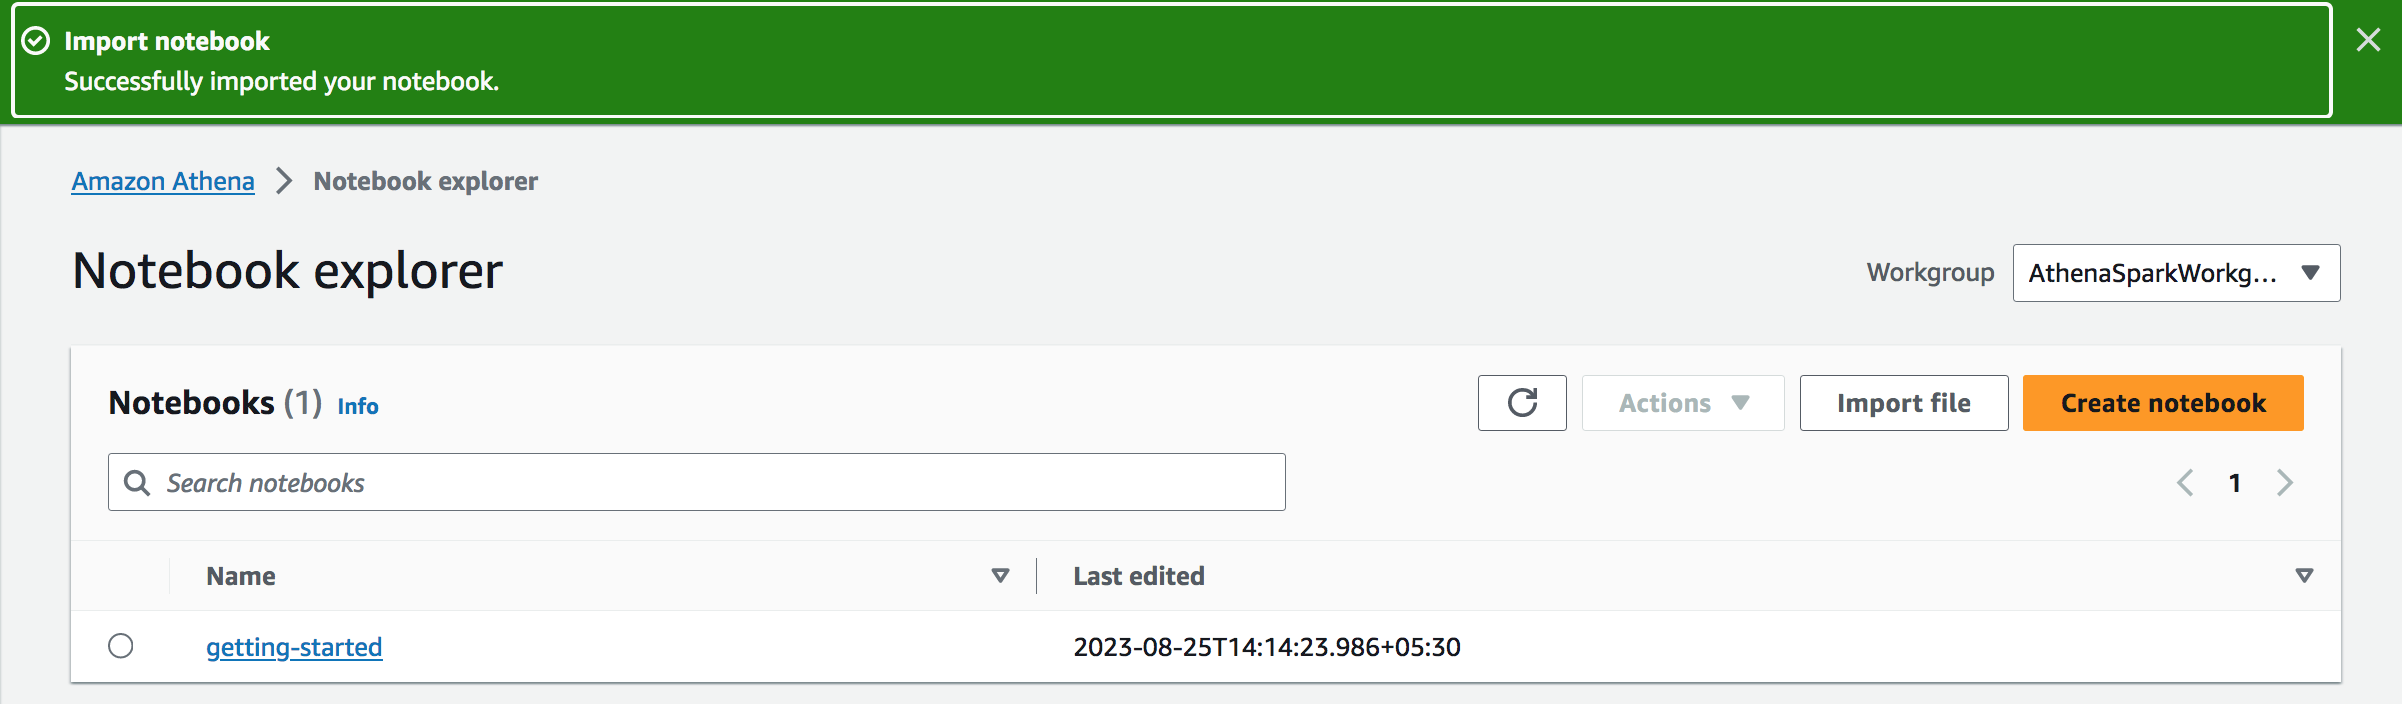 Import notebook
Successfully imported your notebook.
Amazon Athena Notebook explorer
Notebook explorer
Workgroup AthenaSparkWorkg...
Notebooks (1) Info
Actions Import file Create notebook
Search notebooks
1
Name Last edited
getting-started 2023-08-25T14:14:23.986+05:30